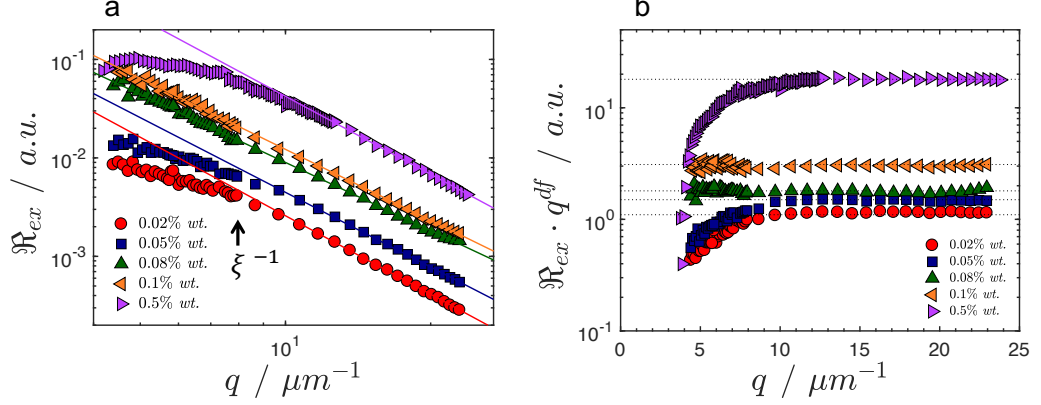 a
ℜex / a.u.
10⁻¹
10⁻²
10⁻³
0.02% wt.
0.05% wt.
0.08% wt.
0.1% wt.
0.5% wt.
ξ ⁻¹
10¹
q / μm⁻¹
b
ℜex · q^df / a.u.
10¹
10⁰
10⁻¹
0.02% wt.
0.05% wt.
0.08% wt.
0.1% wt.
0.5% wt.
0 5 10 15 20 25
q / μm⁻¹